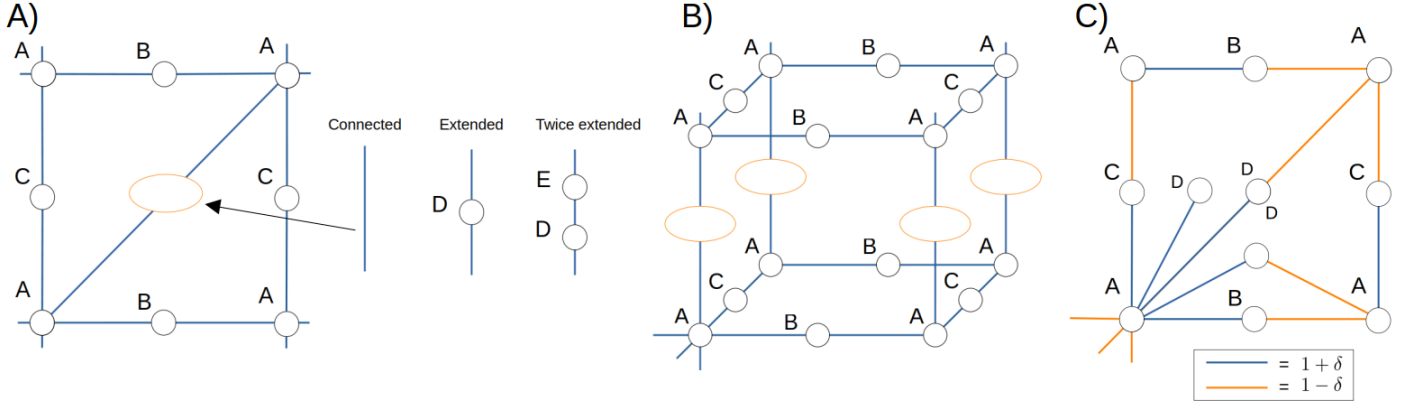 A)
A
B
A
C
C
A
B
A
Connected
Extended
Twice extended
D
E
D
B)
A
B
A
C
C
A
B
A
A
B
A
C
C
A
B
A
C)
A
B
A
C
D
D
D
C
A
B
A
= 1 + δ
= 1 − δ